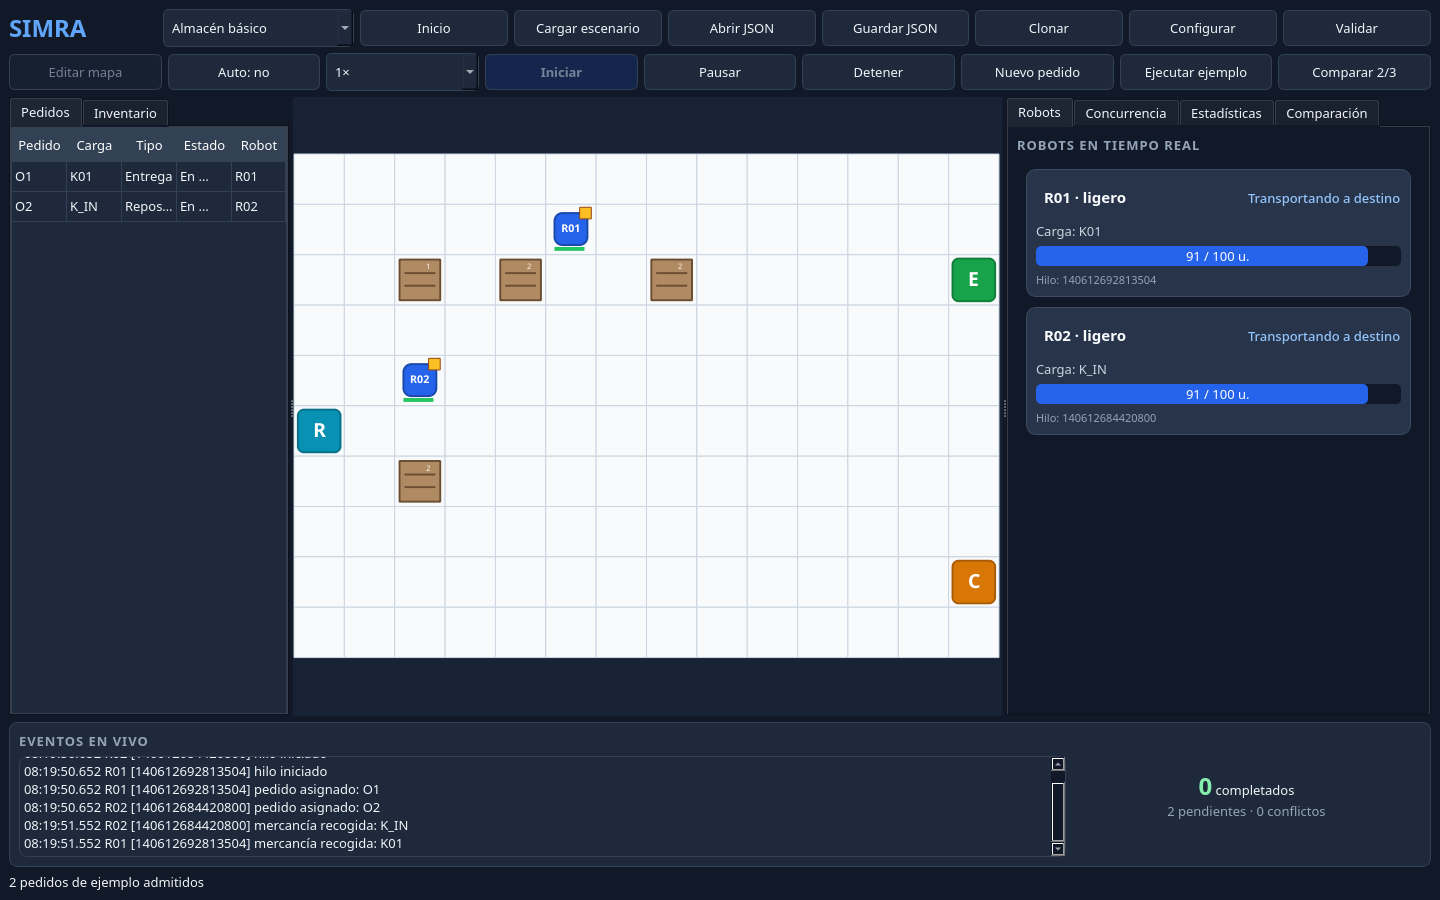 SIMRA
Almacén básico
Inicio
Cargar escenario
Abrir JSON
Guardar JSON
Clonar
Configurar
Validar
Editar mapa
Auto: no
1×
Iniciar
Pausar
Detener
Nuevo pedido
Ejecutar ejemplo
Comparar 2/3
Pedidos
Inventario
Pedido Carga Tipo Estado Robot
O1 K01 Entrega En ... R01
O2 K_IN Repos... En ... R02
R01
1
2
2
E
R02
R
2
C
Robots
Concurrencia
Estadísticas
Comparación
ROBOTS EN TIEMPO REAL
R01 · ligero Transportando a destino
Carga: K01
91 / 100 u.
Hilo: 140612692813504
R02 · ligero Transportando a destino
Carga: K_IN
91 / 100 u.
Hilo: 140612684420800
EVENTOS EN VIVO
08:19:50.652 R01 [140612692813504] hilo iniciado
08:19:50.652 R01 [140612692813504] pedido asignado: O1
08:19:50.652 R02 [140612684420800] pedido asignado: O2
08:19:51.552 R02 [140612684420800] mercancía recogida: K_IN
08:19:51.552 R01 [140612692813504] mercancía recogida: K01
0 completados
2 pendientes · 0 conflictos
2 pedidos de ejemplo admitidos